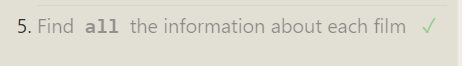 5. Find all the information about each film ✓